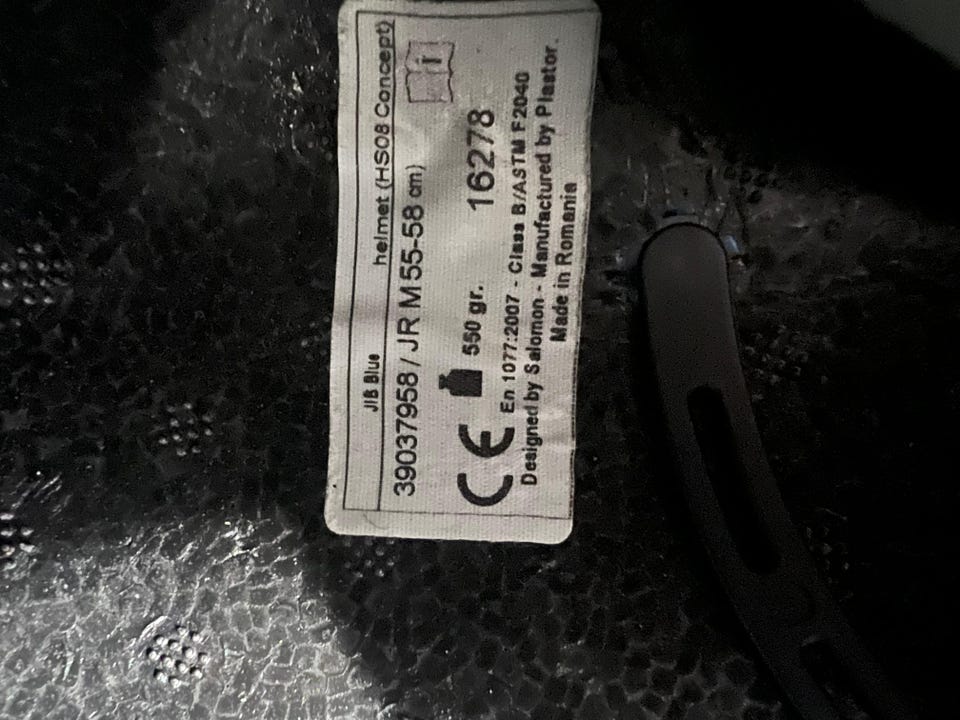 JIB Blue helmet (HS08 Concept)
39037958 / JR M 55-58 cm)
i
CE 550 gr. 16278
En 1077:2007 - Class B/ASTM F2040
Designed by Salomon - Manufactured by Plastor.
Made in Romania